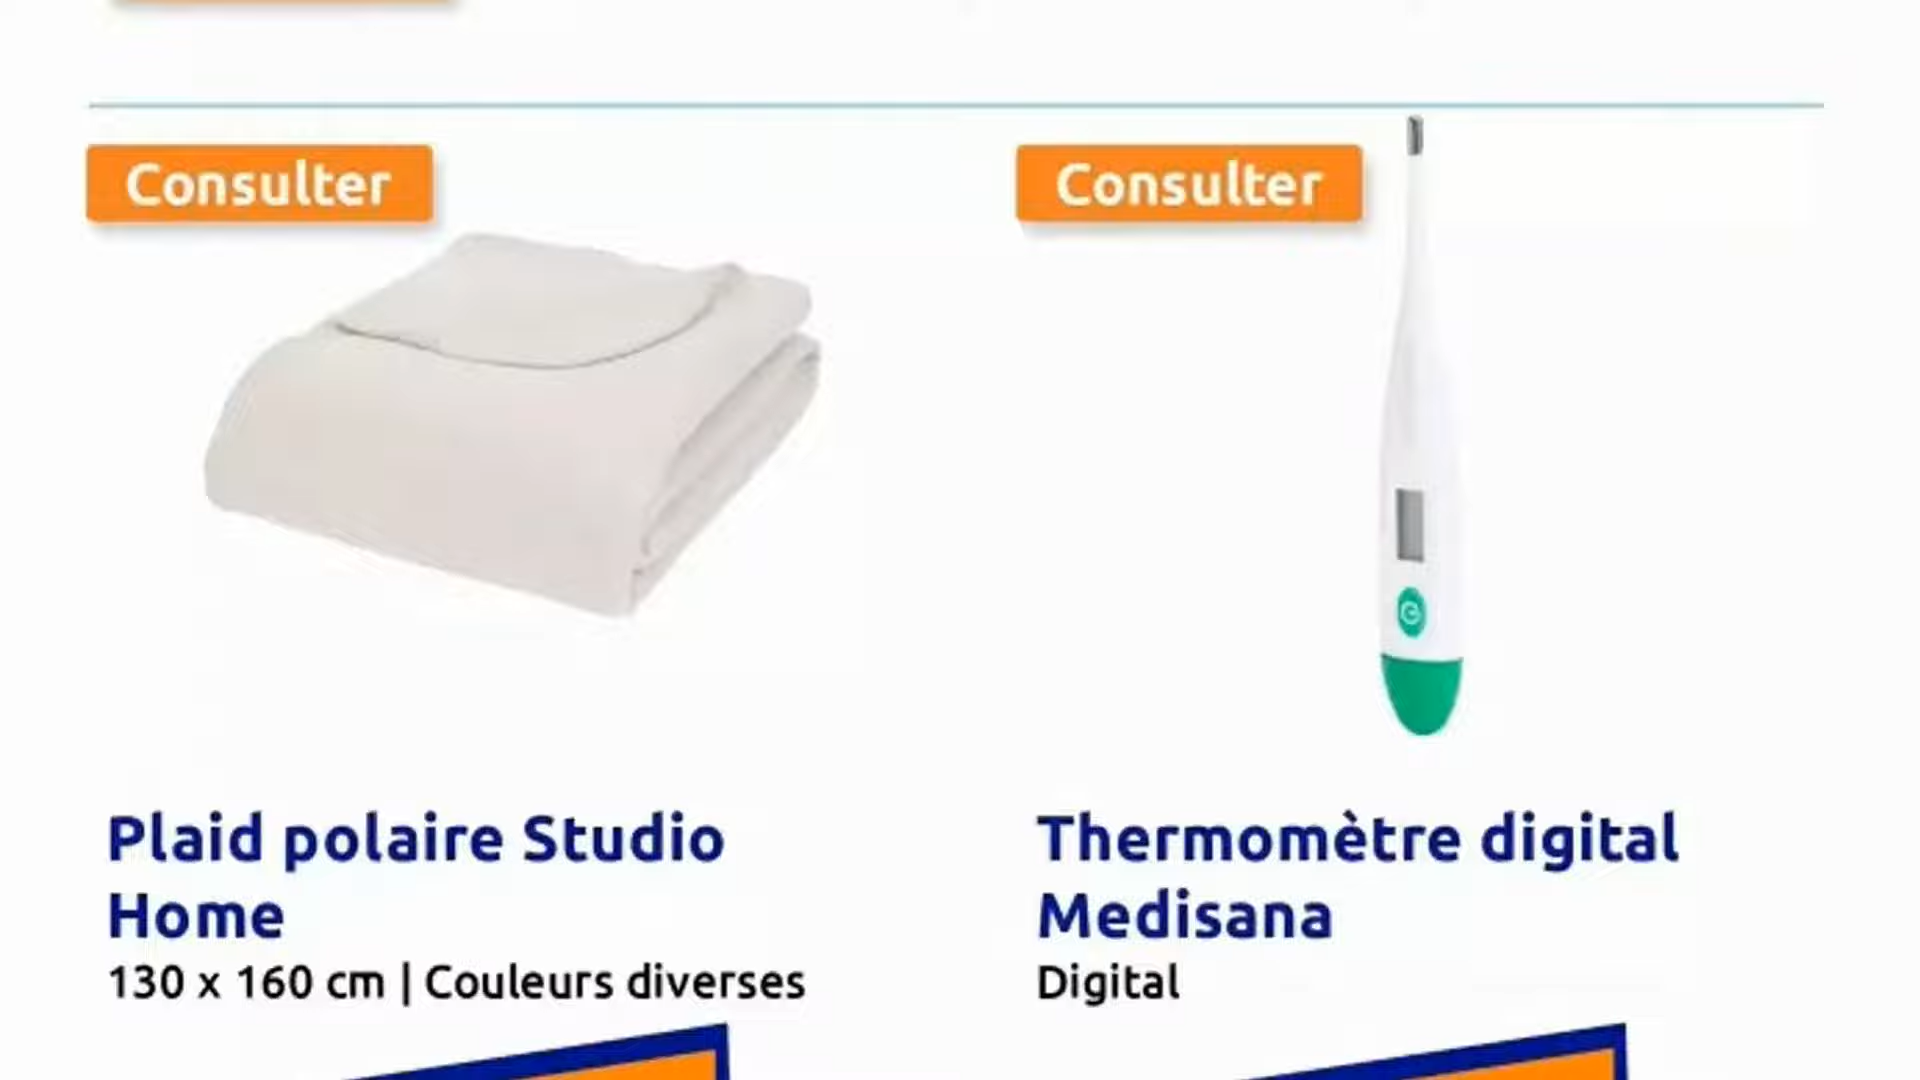 Consulter
Consulter
Plaid polaire Studio
Home
130 x 160 cm | Couleurs diverses
Thermomètre digital
Medisana
Digital